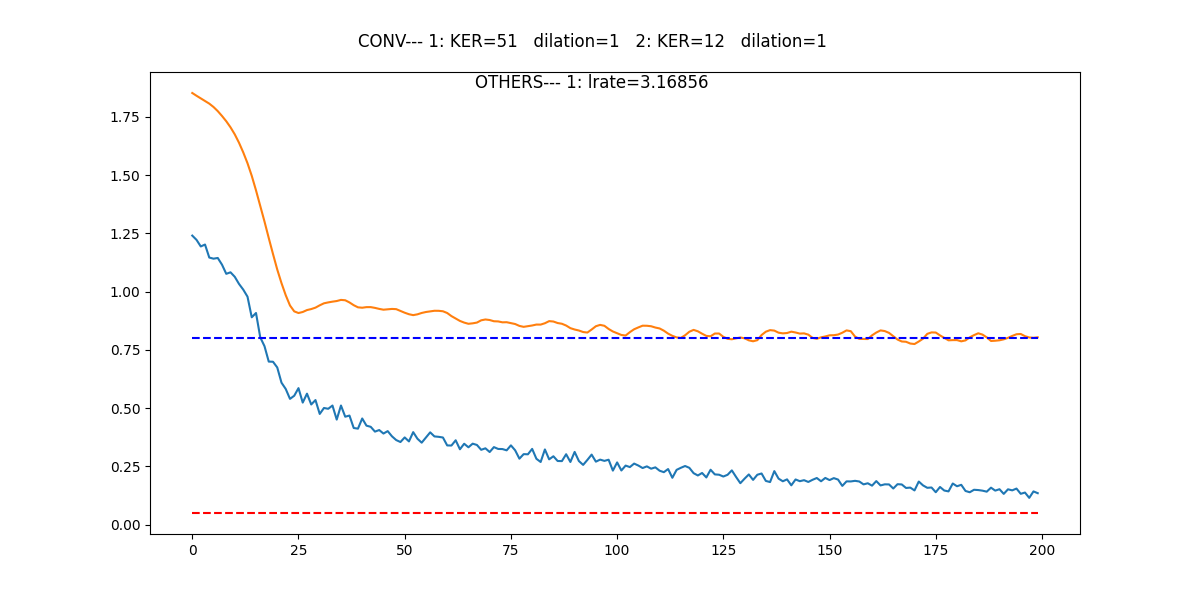 CONV--- 1: KER=51   dilation=1   2: KER=12   dilation=1
OTHERS--- 1: lrate=3.16856
1.75
1.50
1.25
1.00
0.75
0.50
0.25
0.00
0 25 50 75 100 125 150 175 200